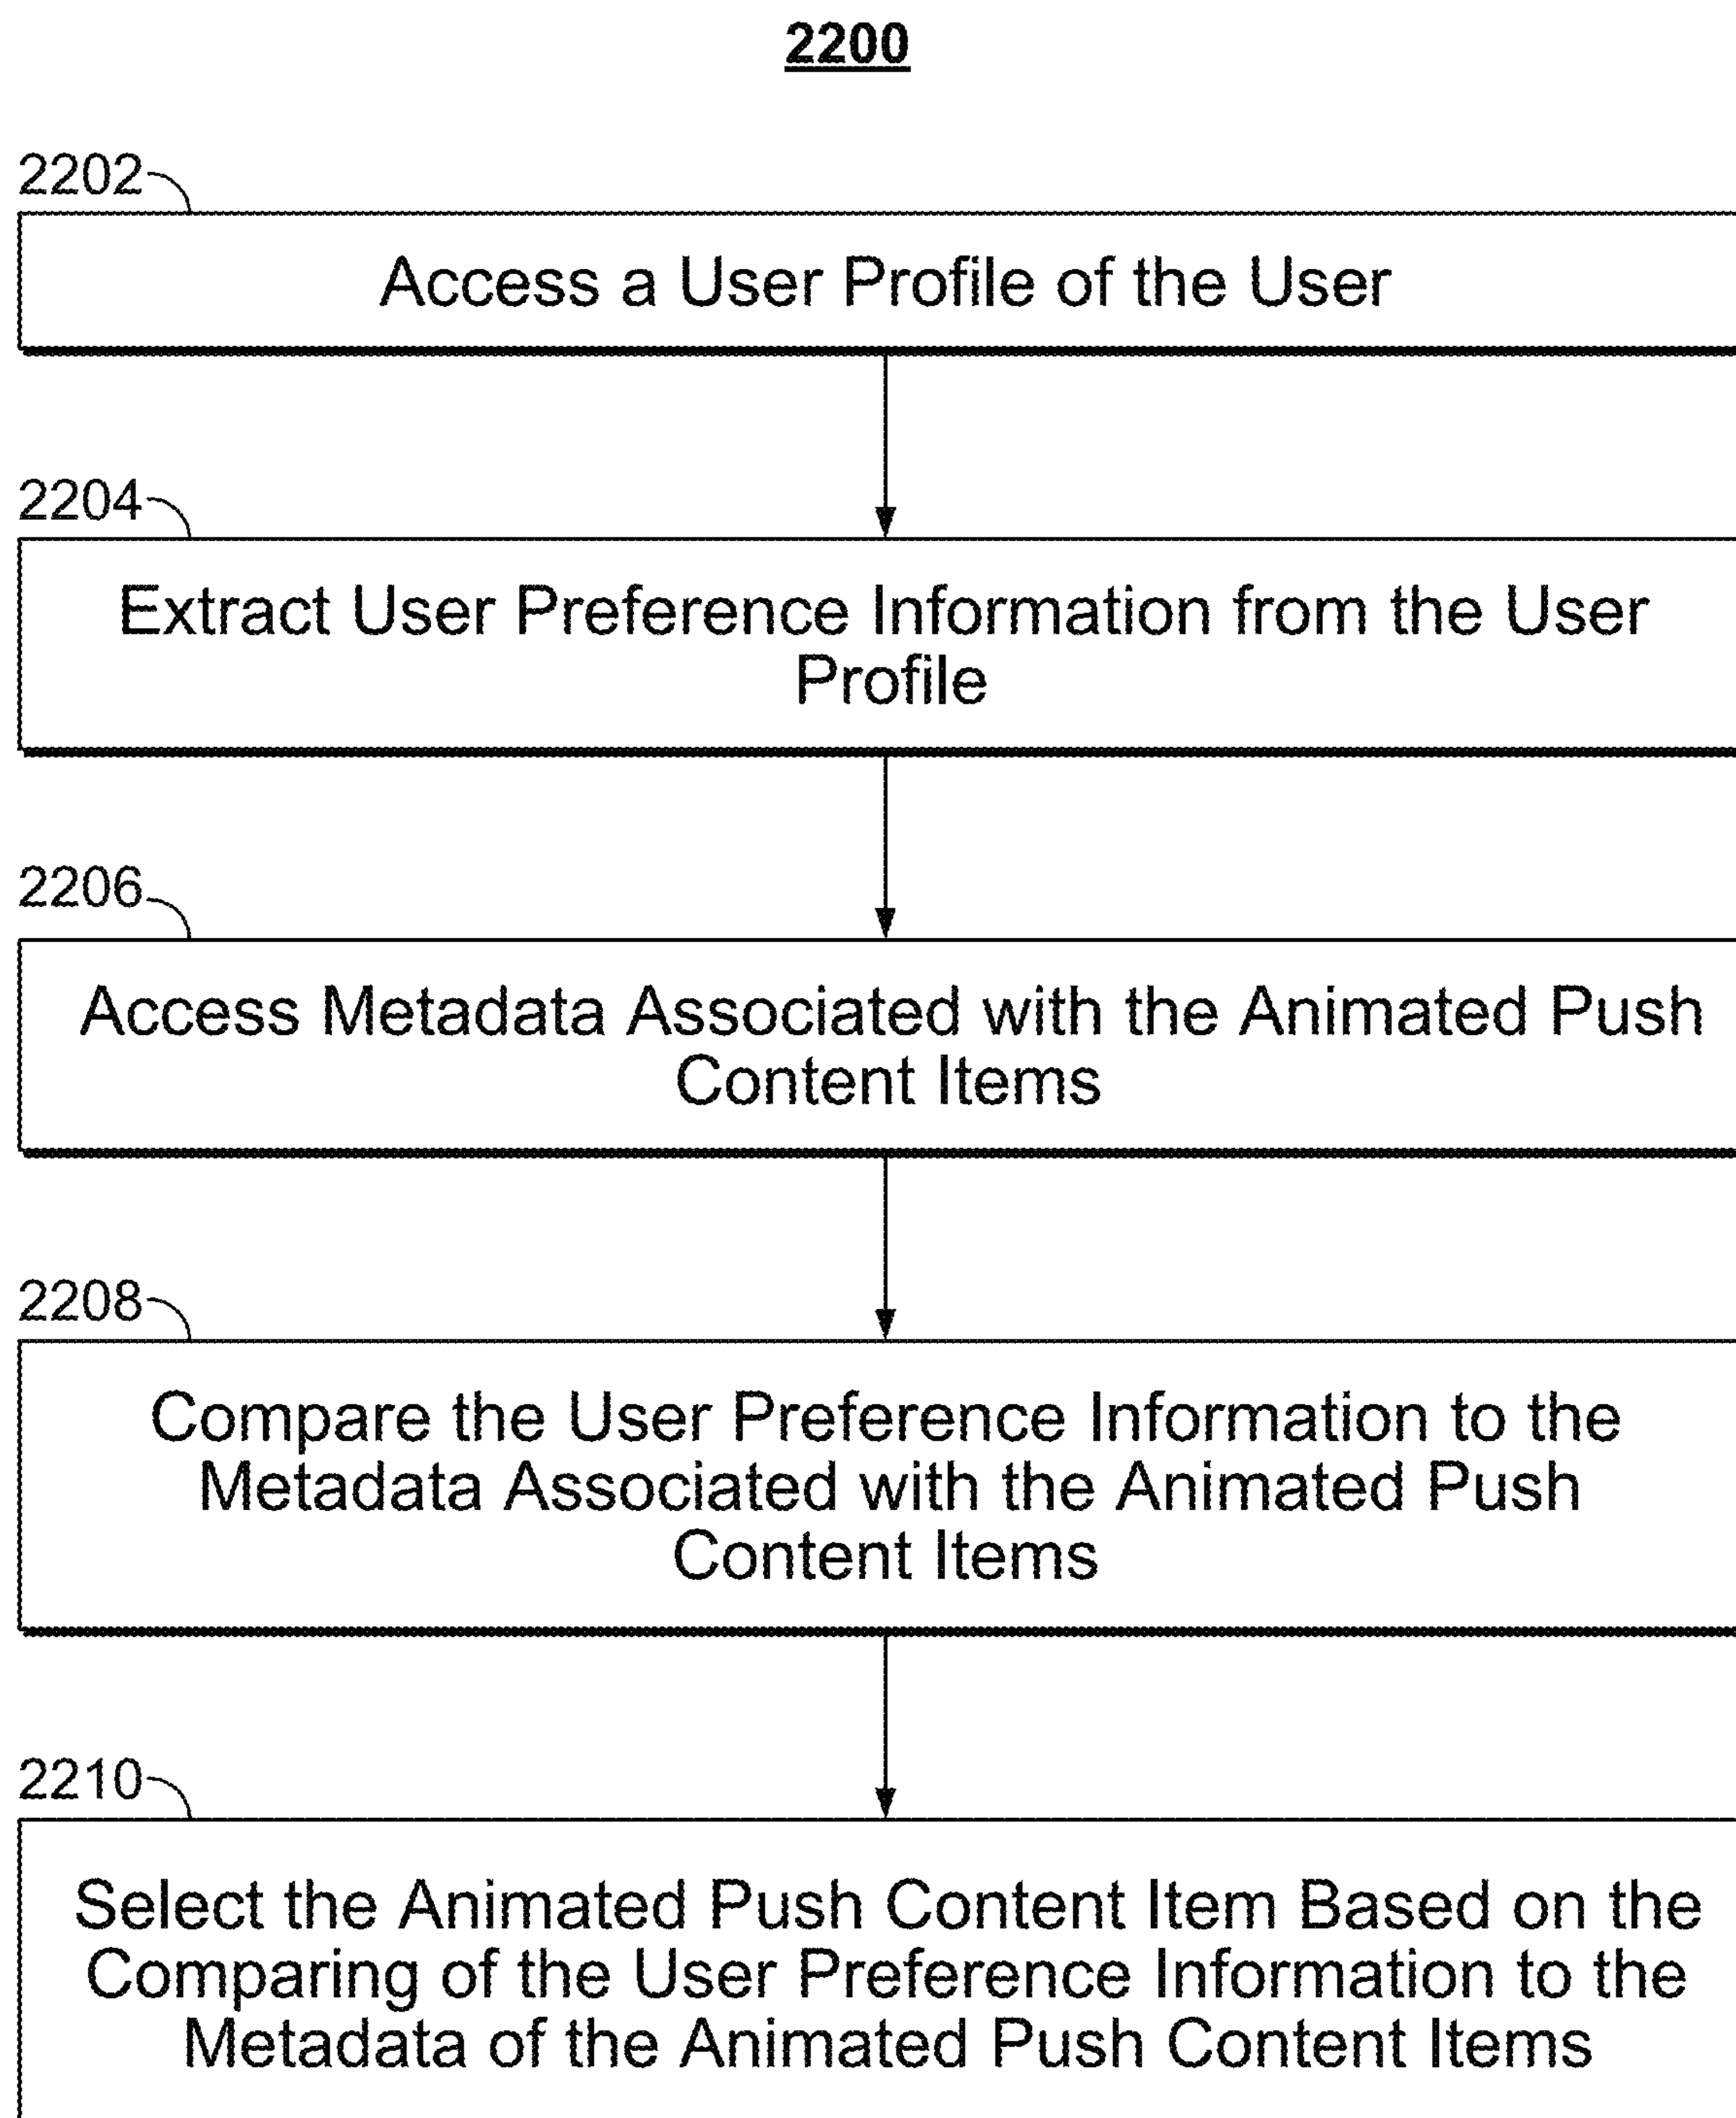 2200
2202
Access a User Profile of the User
2204
Extract User Preference Information from the User
Profile
2206
Access Metadata Associated with the Animated Push
Content Items
2208
Compare the User Preference Information to the
Metadata Associated with the Animated Push
Content Items
2210
Select the Animated Push Content Item Based on the
Comparing of the User Preference Information to the
Metadata of the Animated Push Content Items